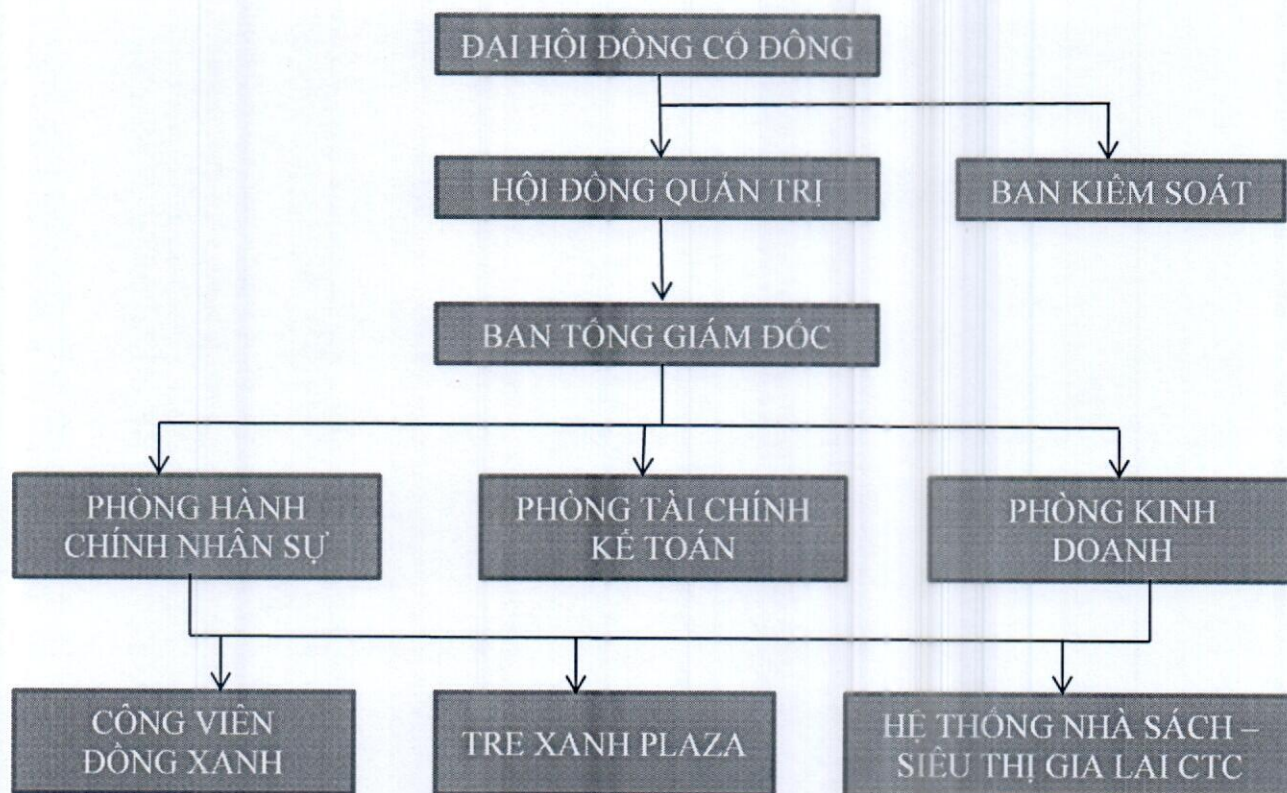 ĐẠI HỘI ĐỒNG CỔ ĐÔNG
HỘI ĐỒNG QUẢN TRỊ
BAN KIỂM SOÁT
BAN TỔNG GIÁM ĐỐC
PHÒNG HÀNH
CHÍNH NHÂN SỰ
PHÒNG TÀI CHÍNH
KẾ TOÁN
PHÒNG KINH
DOANH
CÔNG VIÊN
ĐỒNG XANH
TRE XANH PLAZA
HỆ THỐNG NHÀ SÁCH –
SIÊU THỊ GIA LAI CTC